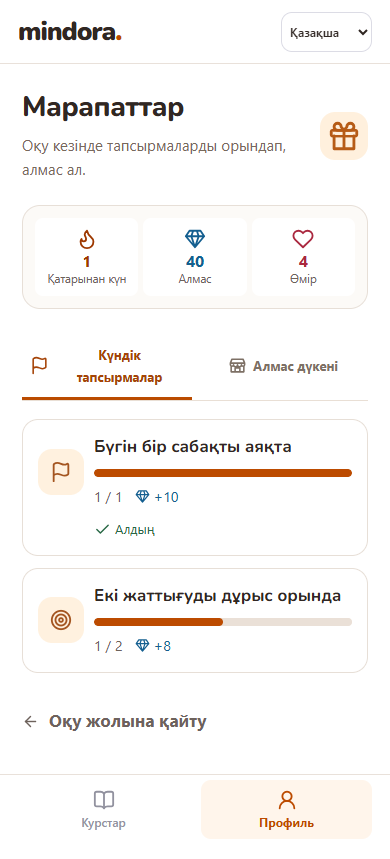 mindora.
Қазақша
Марапаттар
Оқу кезінде тапсырмаларды орындап,
алмас ал.
1
Қатарынан күн
40
Алмас
4
Өмір
Күндік
тапсырмалар
Алмас дүкені
Бүгін бір сабақты аяқта
1 / 1
+10
Алдың
Екі жаттығуды дұрыс орында
1 / 2
+8
Оқу жолына қайту
Курстар
Профиль